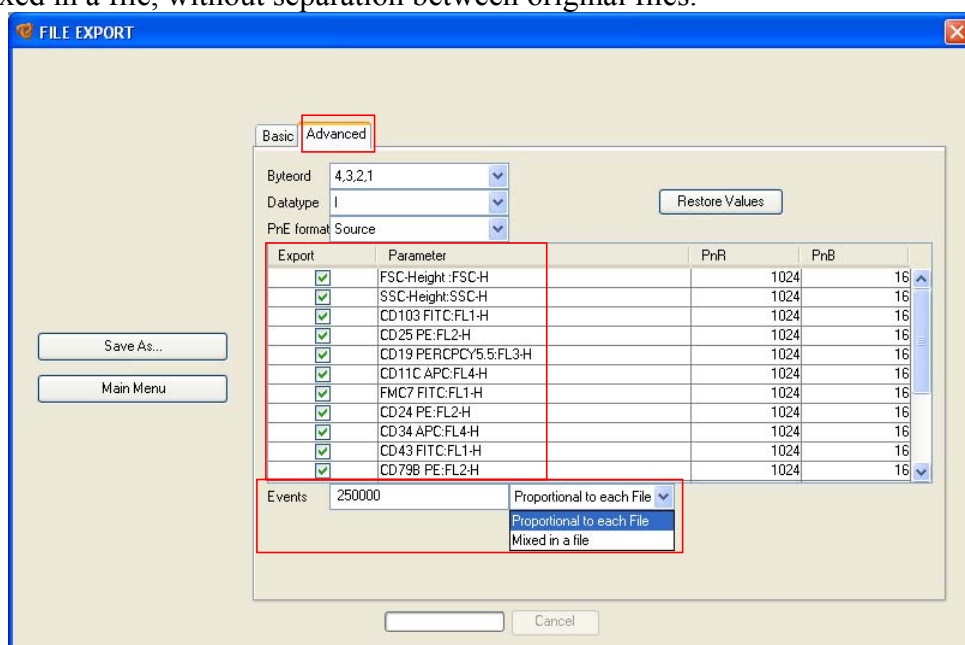 xed in a file, without separation between original files.
FILE EXPORT
Basic Advanced
Byteord 4,3,2,1
Datatype I
Restore Values
PnE format Source
Export Parameter PnR PnB
FSC-Height :FSC-H 1024 16
SSC-Height:SSC-H 1024 16
CD103 FITC:FL1-H 1024 16
CD25 PE:FL2-H 1024 16
CD19 PERCPCY5.5:FL3-H 1024 16
CD11C APC:FL4-H 1024 16
FMC7 FITC:FL1-H 1024 16
CD24 PE:FL2-H 1024 16
CD34 APC:FL4-H 1024 16
CD43 FITC:FL1-H 1024 16
CD79B PE:FL2-H 1024 16
Save As...
Main Menu
Events 250000 Proportional to each File
Proportional to each File
Mixed in a file
Cancel